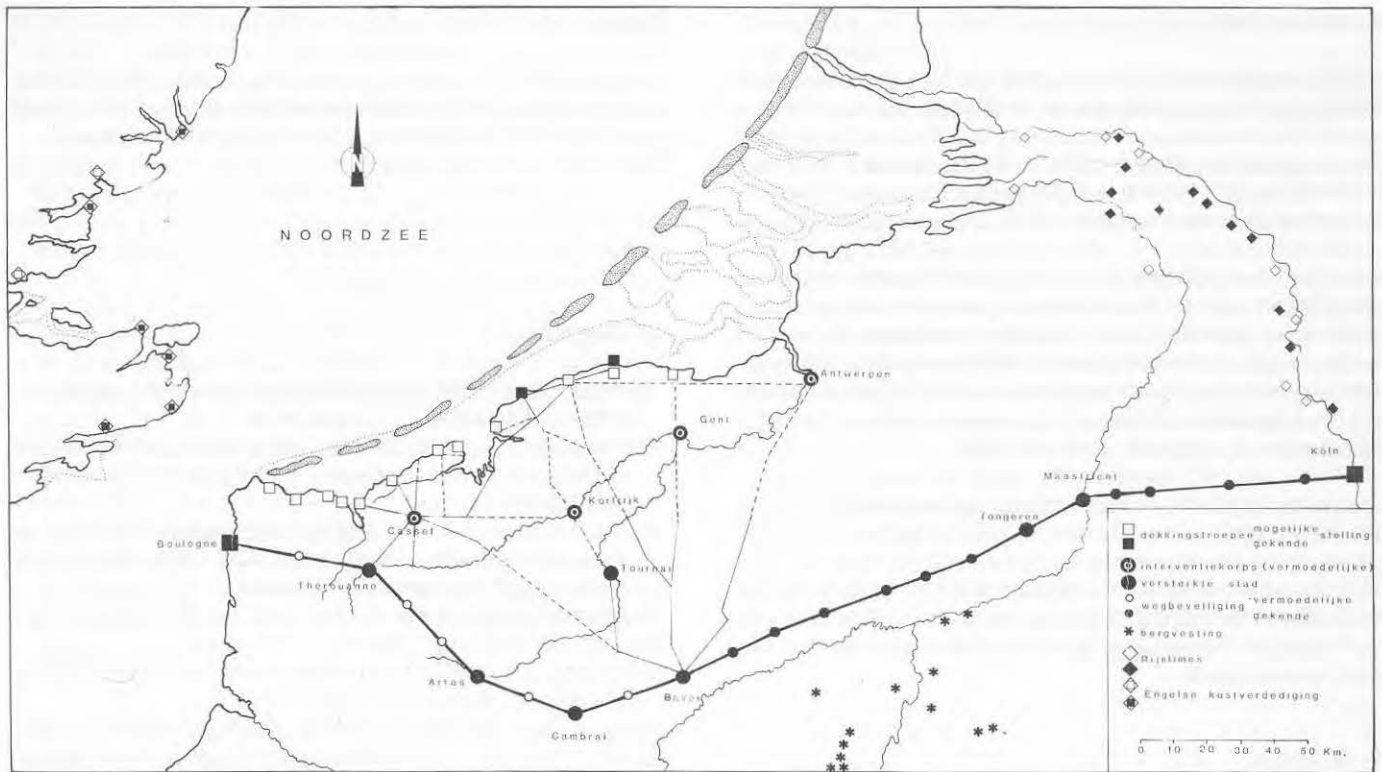 N
NOORDZEE
Antwerpen
Gent
Köln
Maastricht
Kortrijk
Tongeren
Cassel
Boulogne
Tournai
Thérouanne
Arras
Bavai
Cambrai
dekkingstroepen mogelijke stelling
gekende
interventiekorps (vermoedelijke)
versterkte stad
wegbeveiliging vermoedelijke
gekende
bergvesting
Rijnlimes
Engelse kustverdediging
0 10 20 30 40 50 Km.